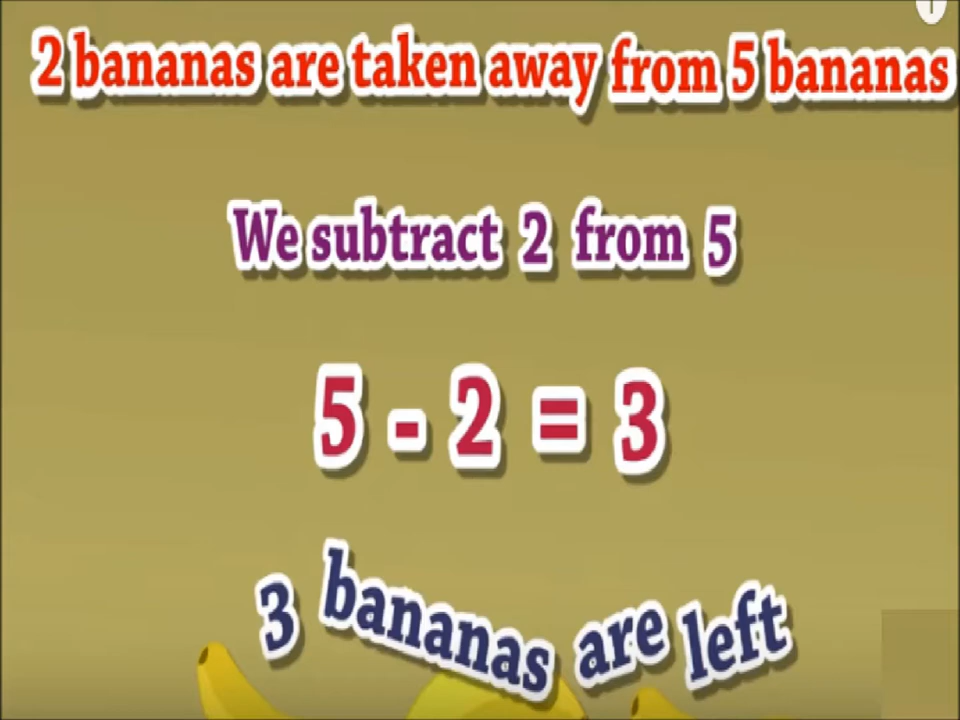 2 bananas are taken away from 5 bananas
We subtract 2 from 5
5 - 2 = 3
3 bananas are left